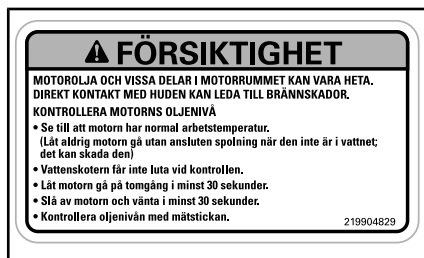 ⚠ FÖRSIKTIGHET
MOTOROLJA OCH VISSA DELAR I MOTORRUMMET KAN VARA HETA.
DIREKT KONTAKT MED HUDEN KAN LEDA TILL BRÄNNSKADOR.
KONTROLLERA MOTORNS OLJENIVÅ
• Se till att motorn har normal arbetstemperatur.
(Låt aldrig motorn gå utan ansluten spolning när den inte är i vattnet;
det kan skada den)
• Vattenskotern får inte luta vid kontrollen.
• Låt motorn gå på tomgång i minst 30 sekunder.
• Slå av motorn och vänta i minst 30 sekunder.
• Kontrollera oljenivån med mätstickan.
219904829